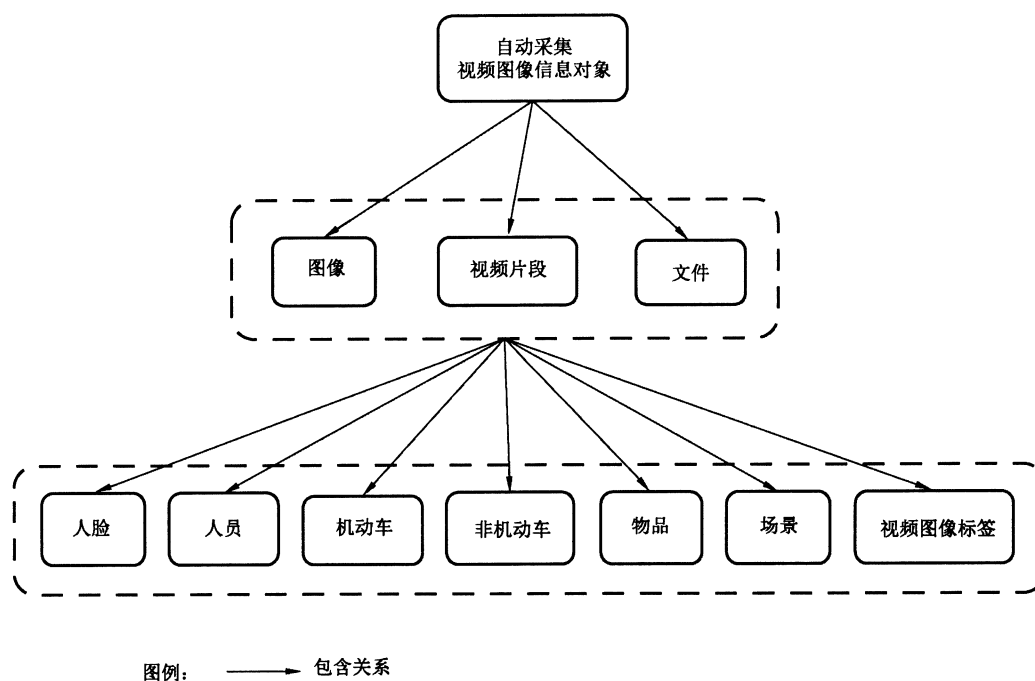 自动采集
视频图像信息对象
图像
视频片段
文件
人脸
人员
机动车
非机动车
物品
场景
视频图像标签
图例：
包含关系